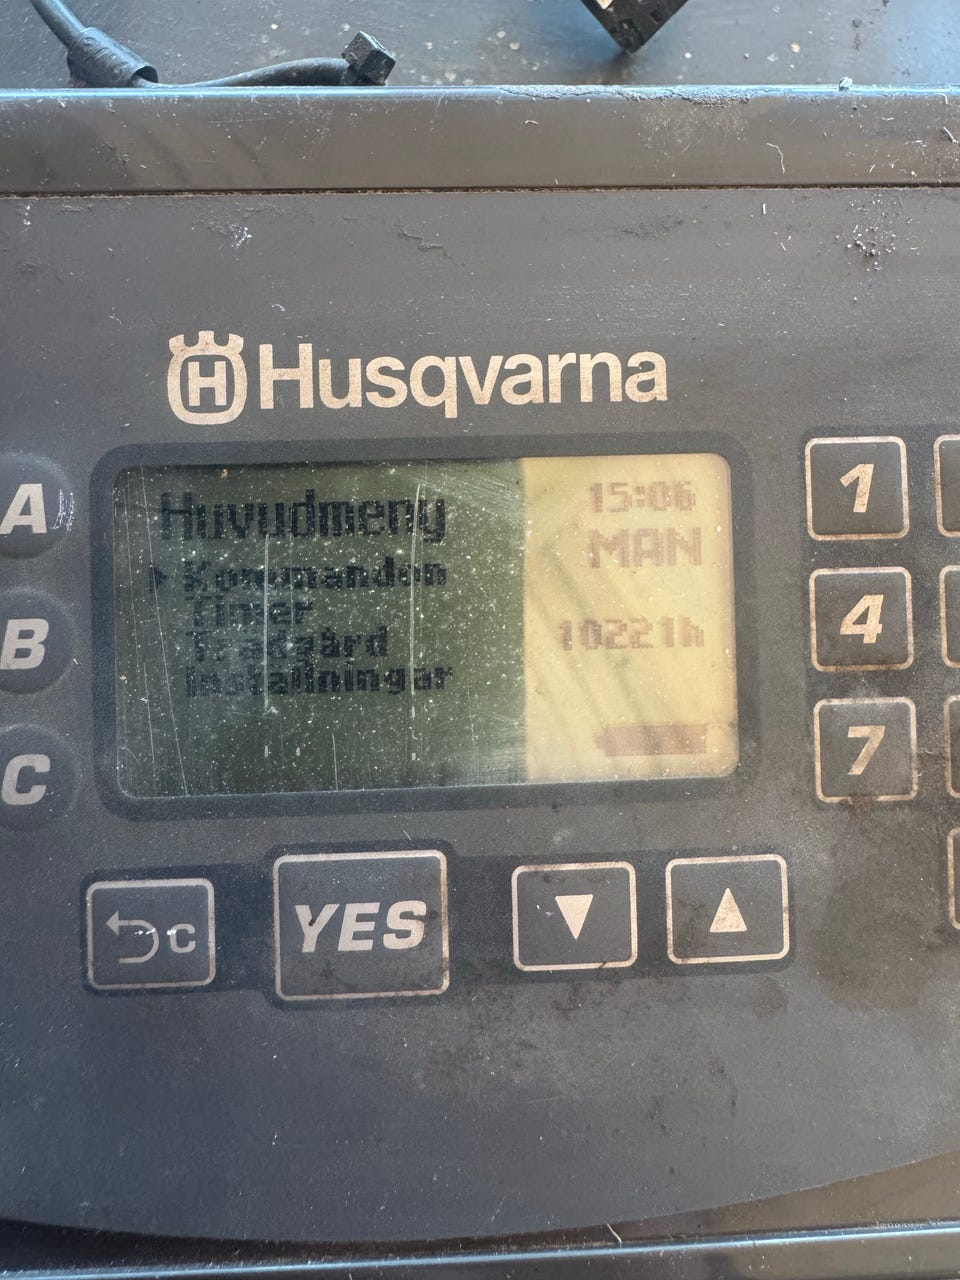 Husqvarna
A
B
C
Huvudmeny
Kommandon
Timer
Trädgård
Inställningar
15:06
MAN
10221h
1
4
7
C
YES